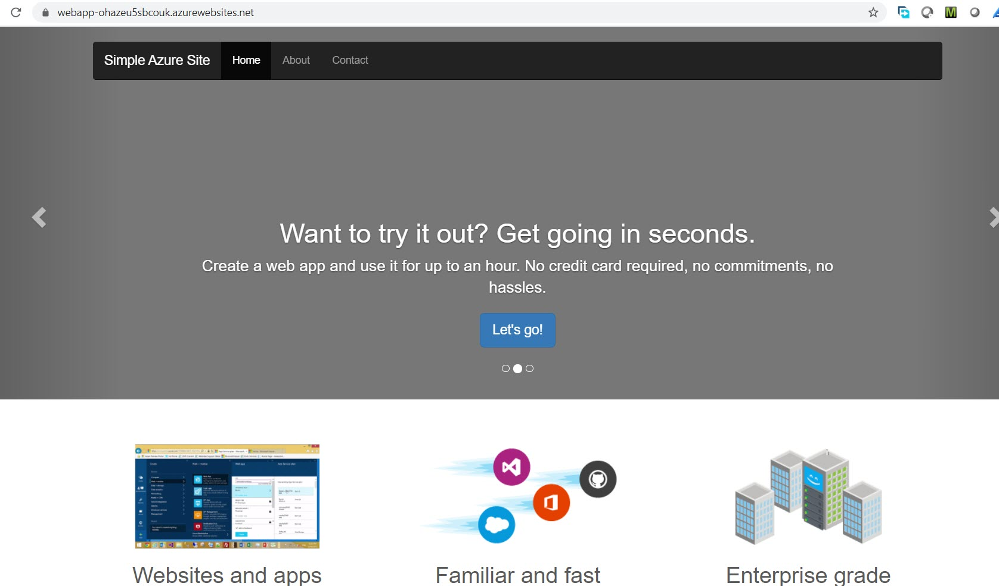 webapp-ohazeu5sbcouk.azurewebsites.net
Simple Azure Site Home About Contact
Want to try it out? Get going in seconds.
Create a web app and use it for up to an hour. No credit card required, no commitments, no
hassles.
Let's go!
Websites and apps
Familiar and fast
Enterprise grade